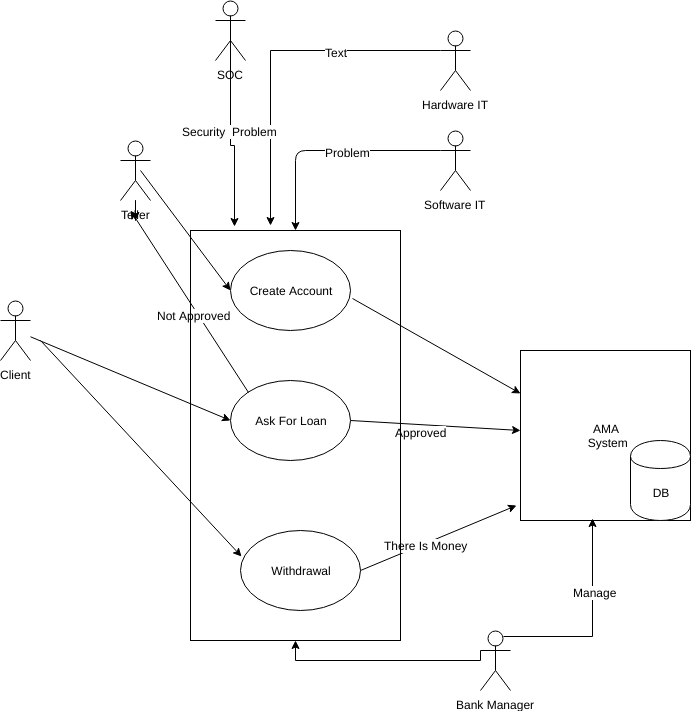 SOC
Text
Hardware IT
Security Problem
Problem
Software IT
Teller
Create Account
Not Approved
Client
Ask For Loan
Approved
AMA
System
DB
There Is Money
Withdrawal
Manage
Bank Manager